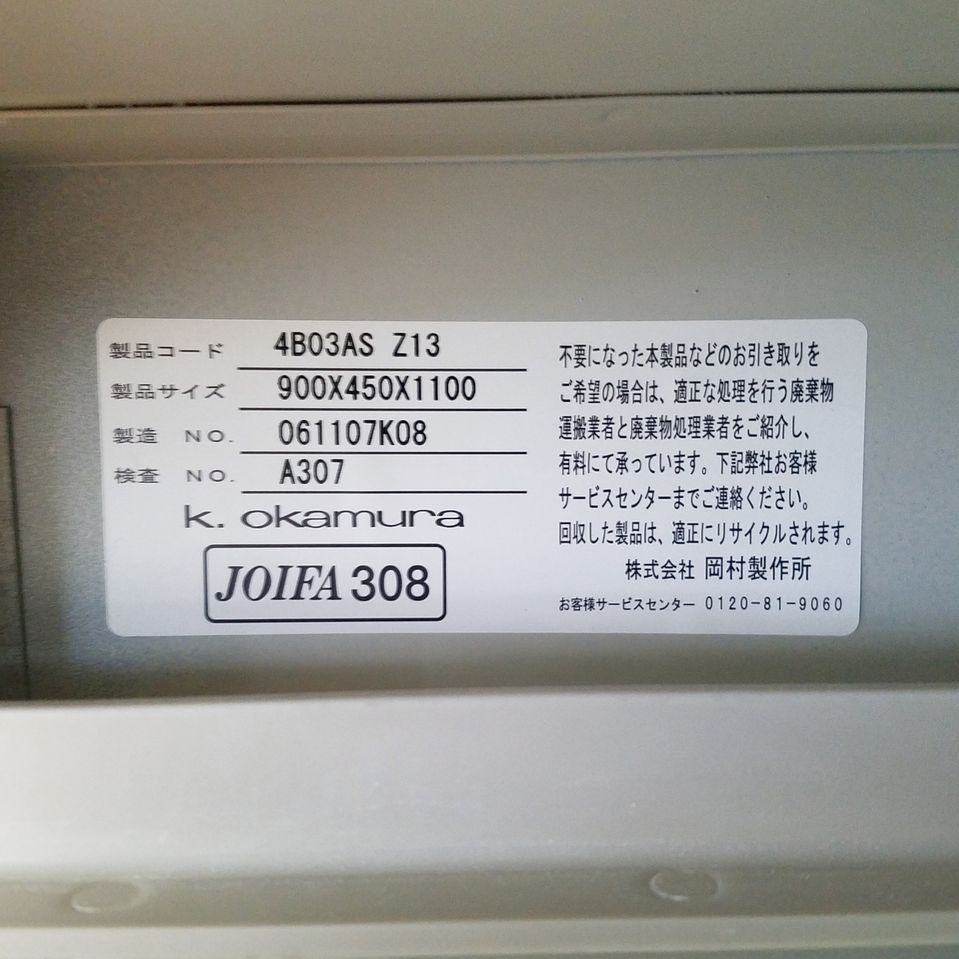 製品コード 4B03AS Z13
製品サイズ 900X450X1100
製造 NO. 061107K08
検査 NO. A307
k. okamura
JOIFA 308
不要になった本製品などのお引き取りを
ご希望の場合は、適正な処理を行う廃棄物
運搬業者と廃棄物処理業者をご紹介し、
有料にて承っています。下記弊社お客様
サービスセンターまでご連絡ください。
回収した製品は、適正にリサイクルされます。
株式会社 岡村製作所
お客様サービスセンター 0120-81-9060